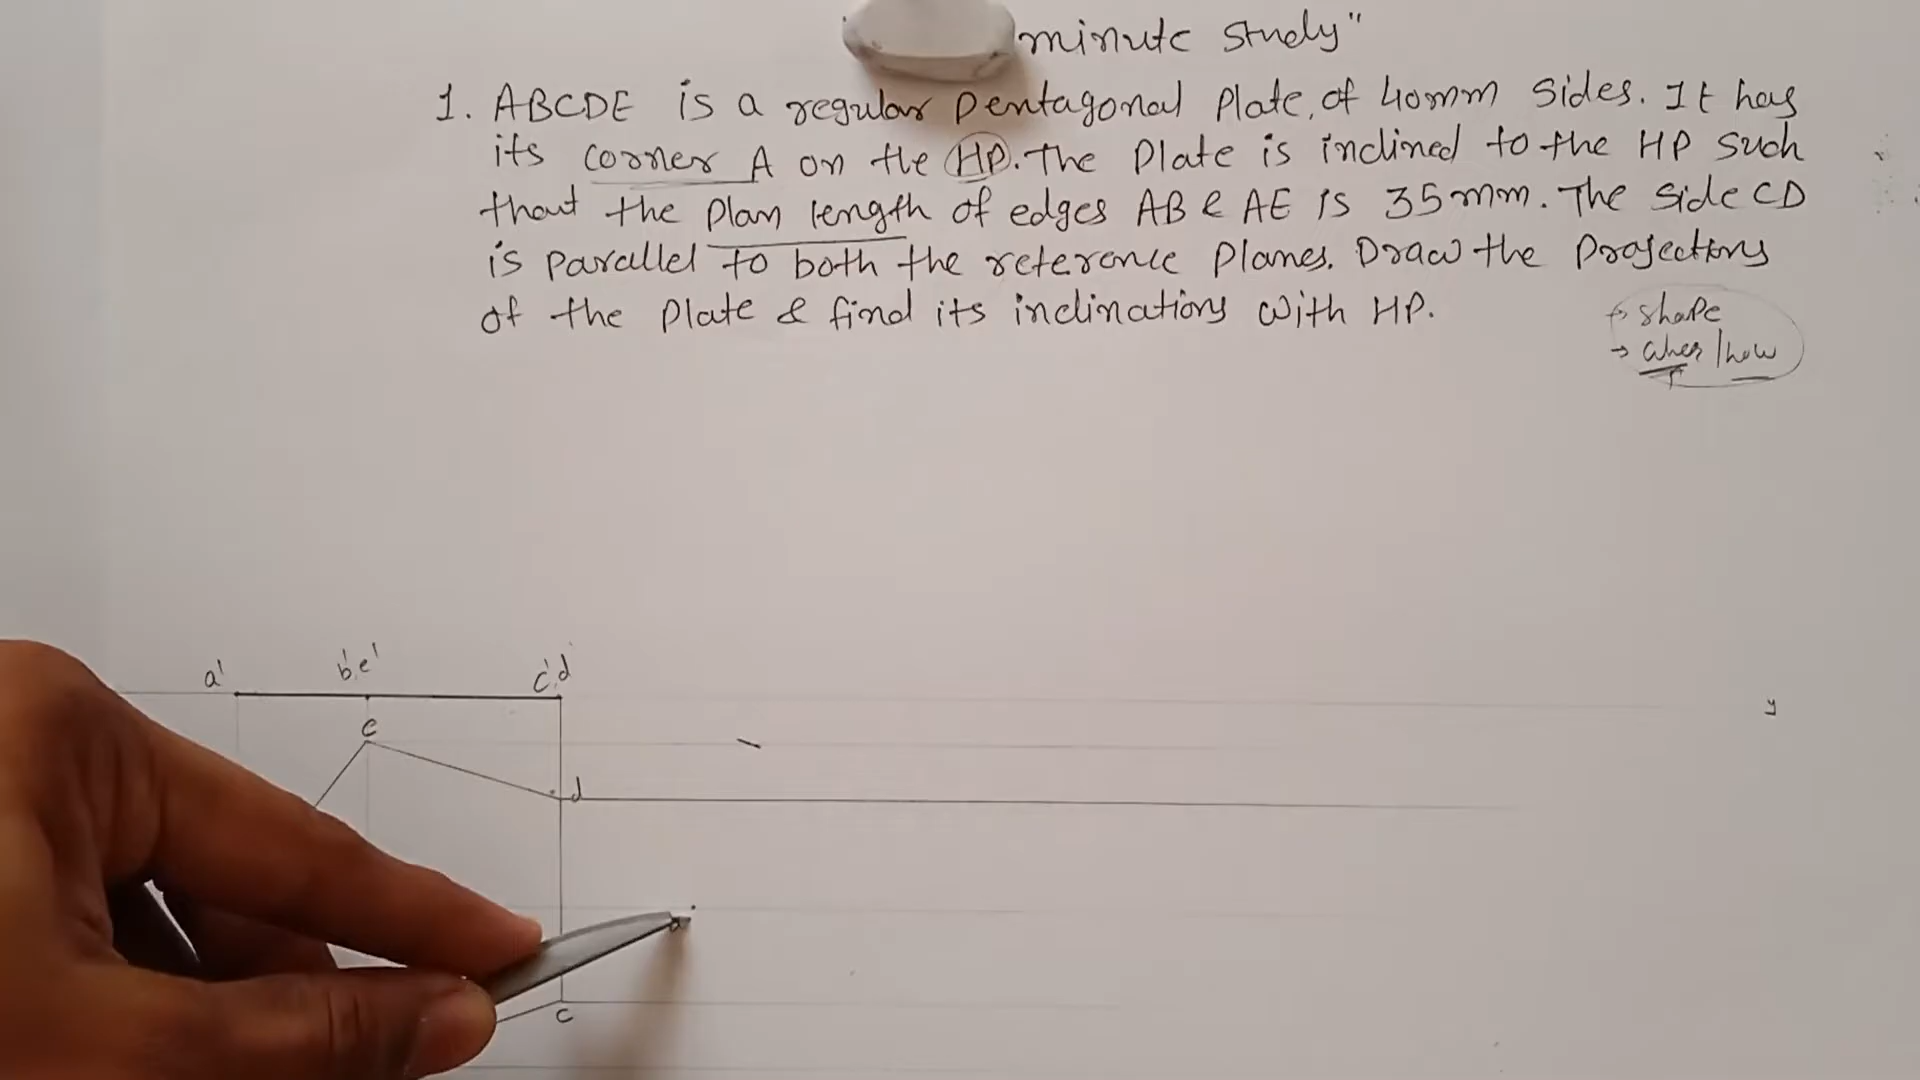 minute study"
1. ABCDE is a regular Pentagonal Plate, of 40mm Sides. It has
its corner A on the HP. The Plate is inclined to the HP such
that the plan length of edges AB & AE is 35mm. The side CD
is parallel to both the reference planes. Draw the Projections
of the Plate & find its inclinations with HP.
→ shape
→ wher / how
a' b'e' c'd'
y
e
d
a
c